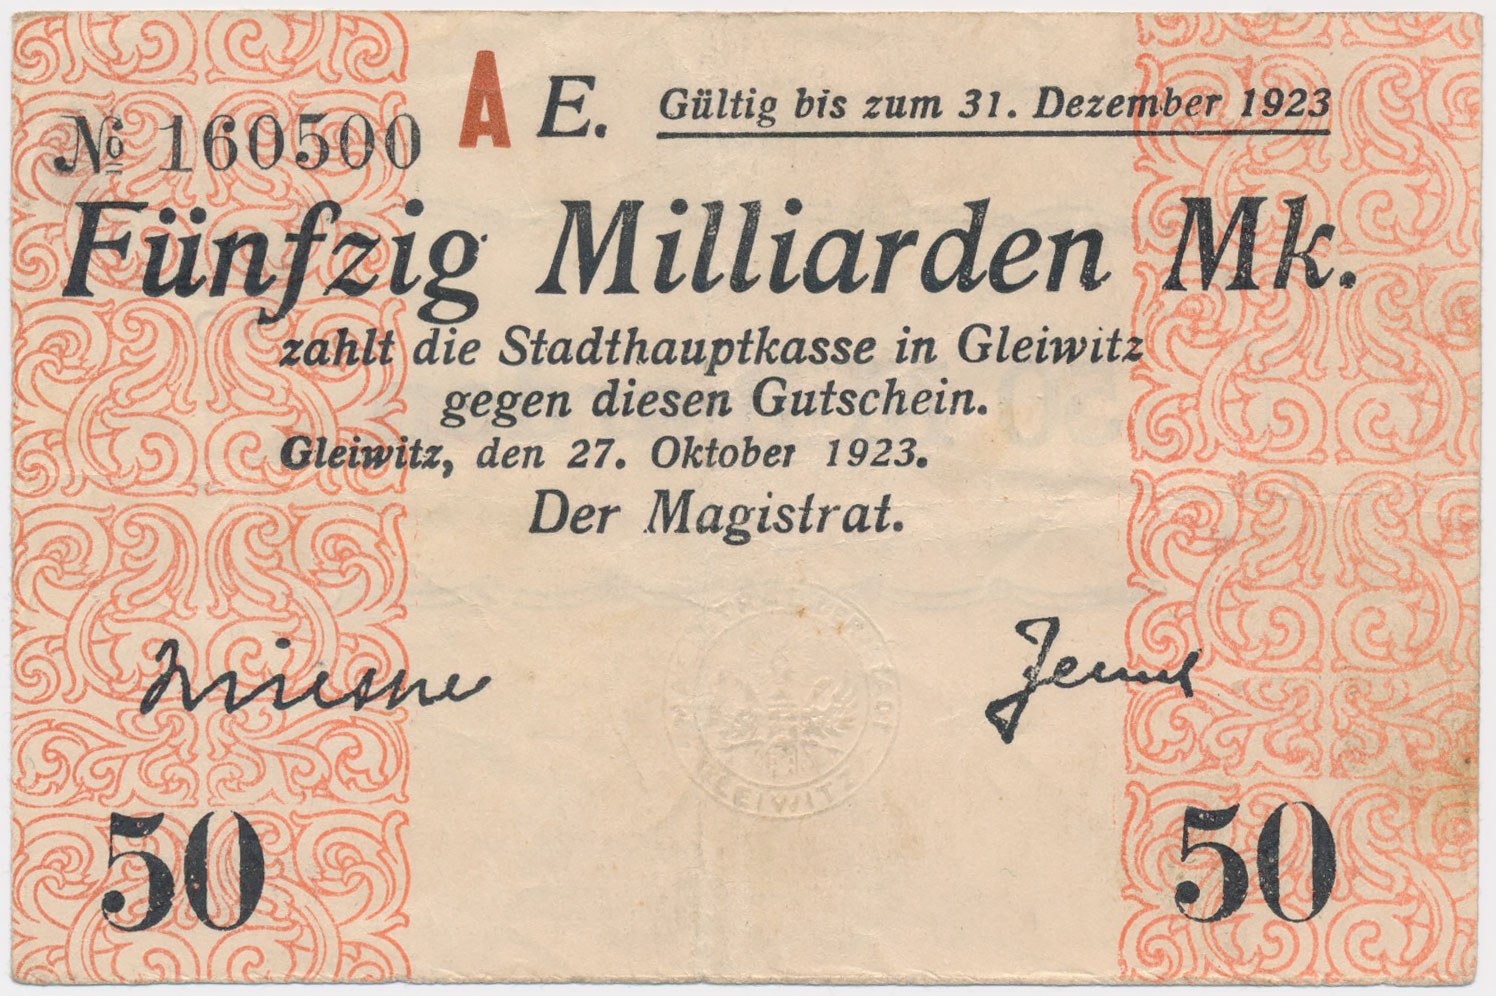 № 160500 A E. Gültig bis zum 31. Dezember 1923
Fünfzig Milliarden Mk.
zahlt die Stadthauptkasse in Gleiwitz
gegen diesen Gutschein.
Gleiwitz, den 27. Oktober 1923.
Der Magistrat.
GLEIWITZ
50 50